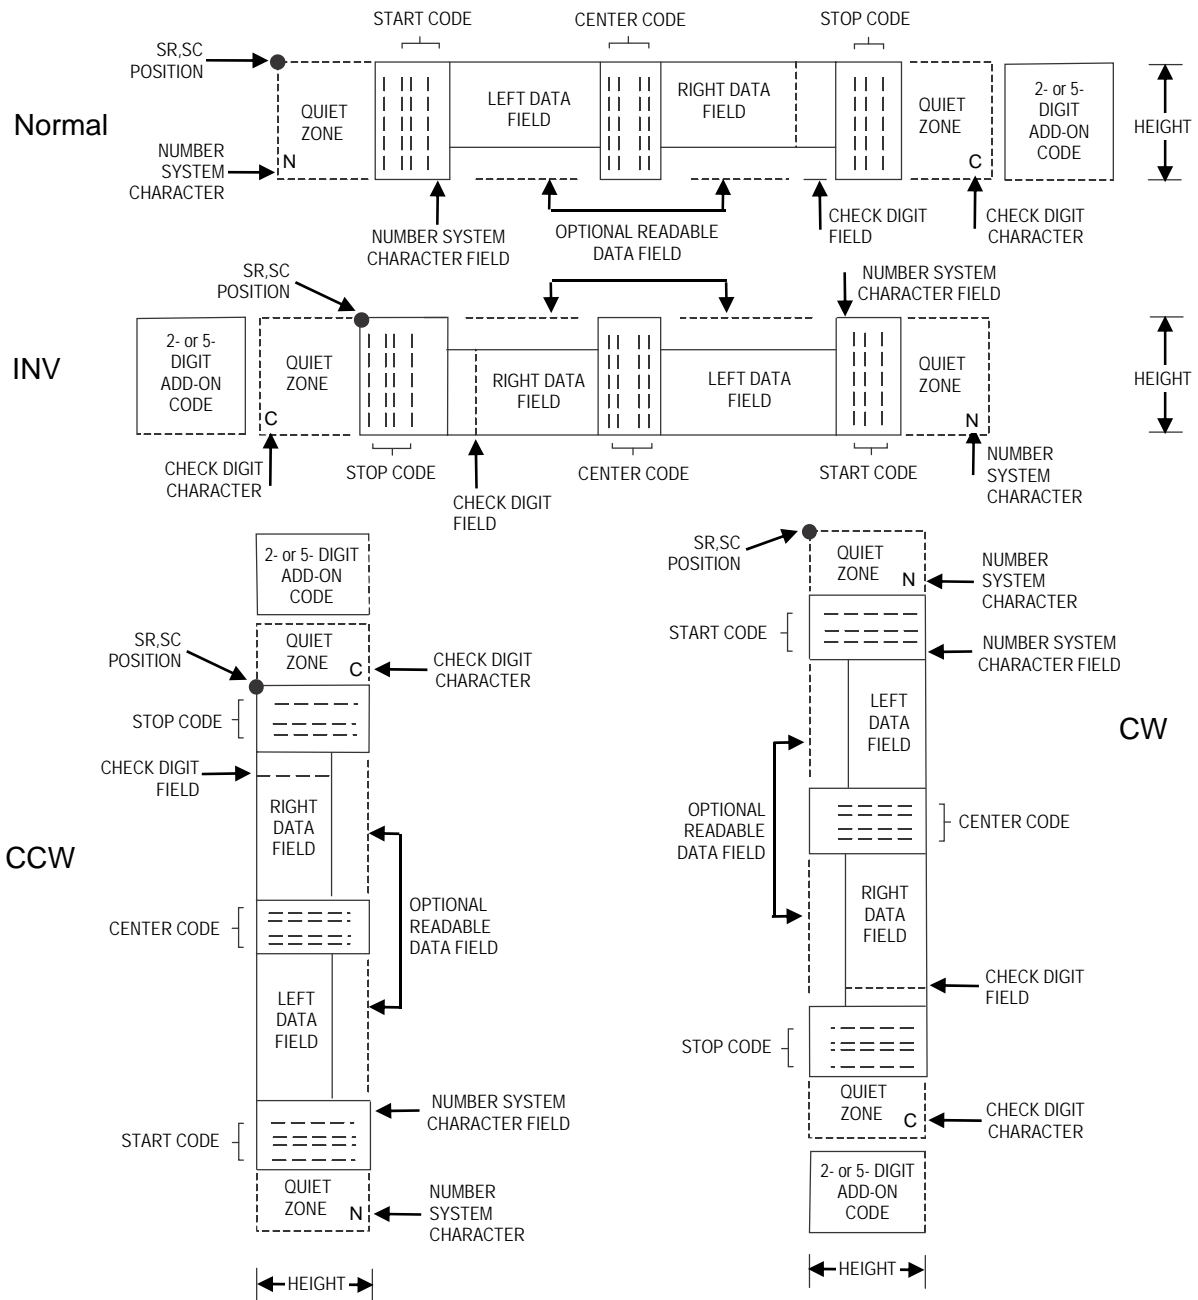 START CODE
CENTER CODE
STOP CODE
SR,SC
POSITION
Normal
QUIET
ZONE
N
LEFT DATA
FIELD
RIGHT DATA
FIELD
QUIET
ZONE
C
2- or 5-
DIGIT
ADD-ON
CODE
HEIGHT
NUMBER
SYSTEM
CHARACTER
NUMBER SYSTEM
CHARACTER FIELD
OPTIONAL READABLE
DATA FIELD
CHECK DIGIT
FIELD
CHECK DIGIT
CHARACTER
SR,SC
POSITION
NUMBER SYSTEM
CHARACTER FIELD
INV
2- or 5-
DIGIT
ADD-ON
CODE
QUIET
ZONE
C
RIGHT DATA
FIELD
LEFT DATA
FIELD
QUIET
ZONE
N
HEIGHT
CHECK DIGIT
CHARACTER
STOP CODE
CHECK DIGIT
FIELD
CENTER CODE
START CODE
NUMBER
SYSTEM
CHARACTER
2- or 5- DIGIT
ADD-ON
CODE
SR,SC
POSITION
QUIET
ZONE
C
CHECK DIGIT
CHARACTER
STOP CODE
CHECK DIGIT
FIELD
RIGHT
DATA
FIELD
CCW
OPTIONAL
READABLE
DATA FIELD
CENTER CODE
LEFT
DATA
FIELD
NUMBER SYSTEM
CHARACTER FIELD
START CODE
QUIET
ZONE
N
NUMBER
SYSTEM
CHARACTER
HEIGHT
SR,SC
POSITION
QUIET
ZONE
N
NUMBER
SYSTEM
CHARACTER
START CODE
NUMBER SYSTEM
CHARACTER FIELD
LEFT
DATA
FIELD
CW
OPTIONAL
READABLE
DATA FIELD
CENTER CODE
RIGHT
DATA
FIELD
CHECK DIGIT
FIELD
STOP CODE
QUIET
ZONE
C
CHECK DIGIT
CHARACTER
2- or 5- DIGIT
ADD-ON
CODE
HEIGHT